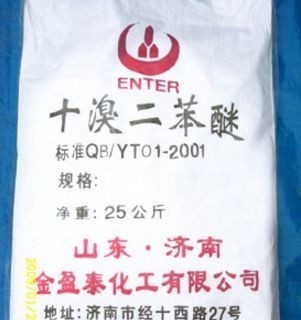 ENTER
十溴二苯醚
标准QB/YT01-2001
规格:
净重: 25公斤
山东·济南
金盈泰化工有限公司
地址: 济南市经十西路27号